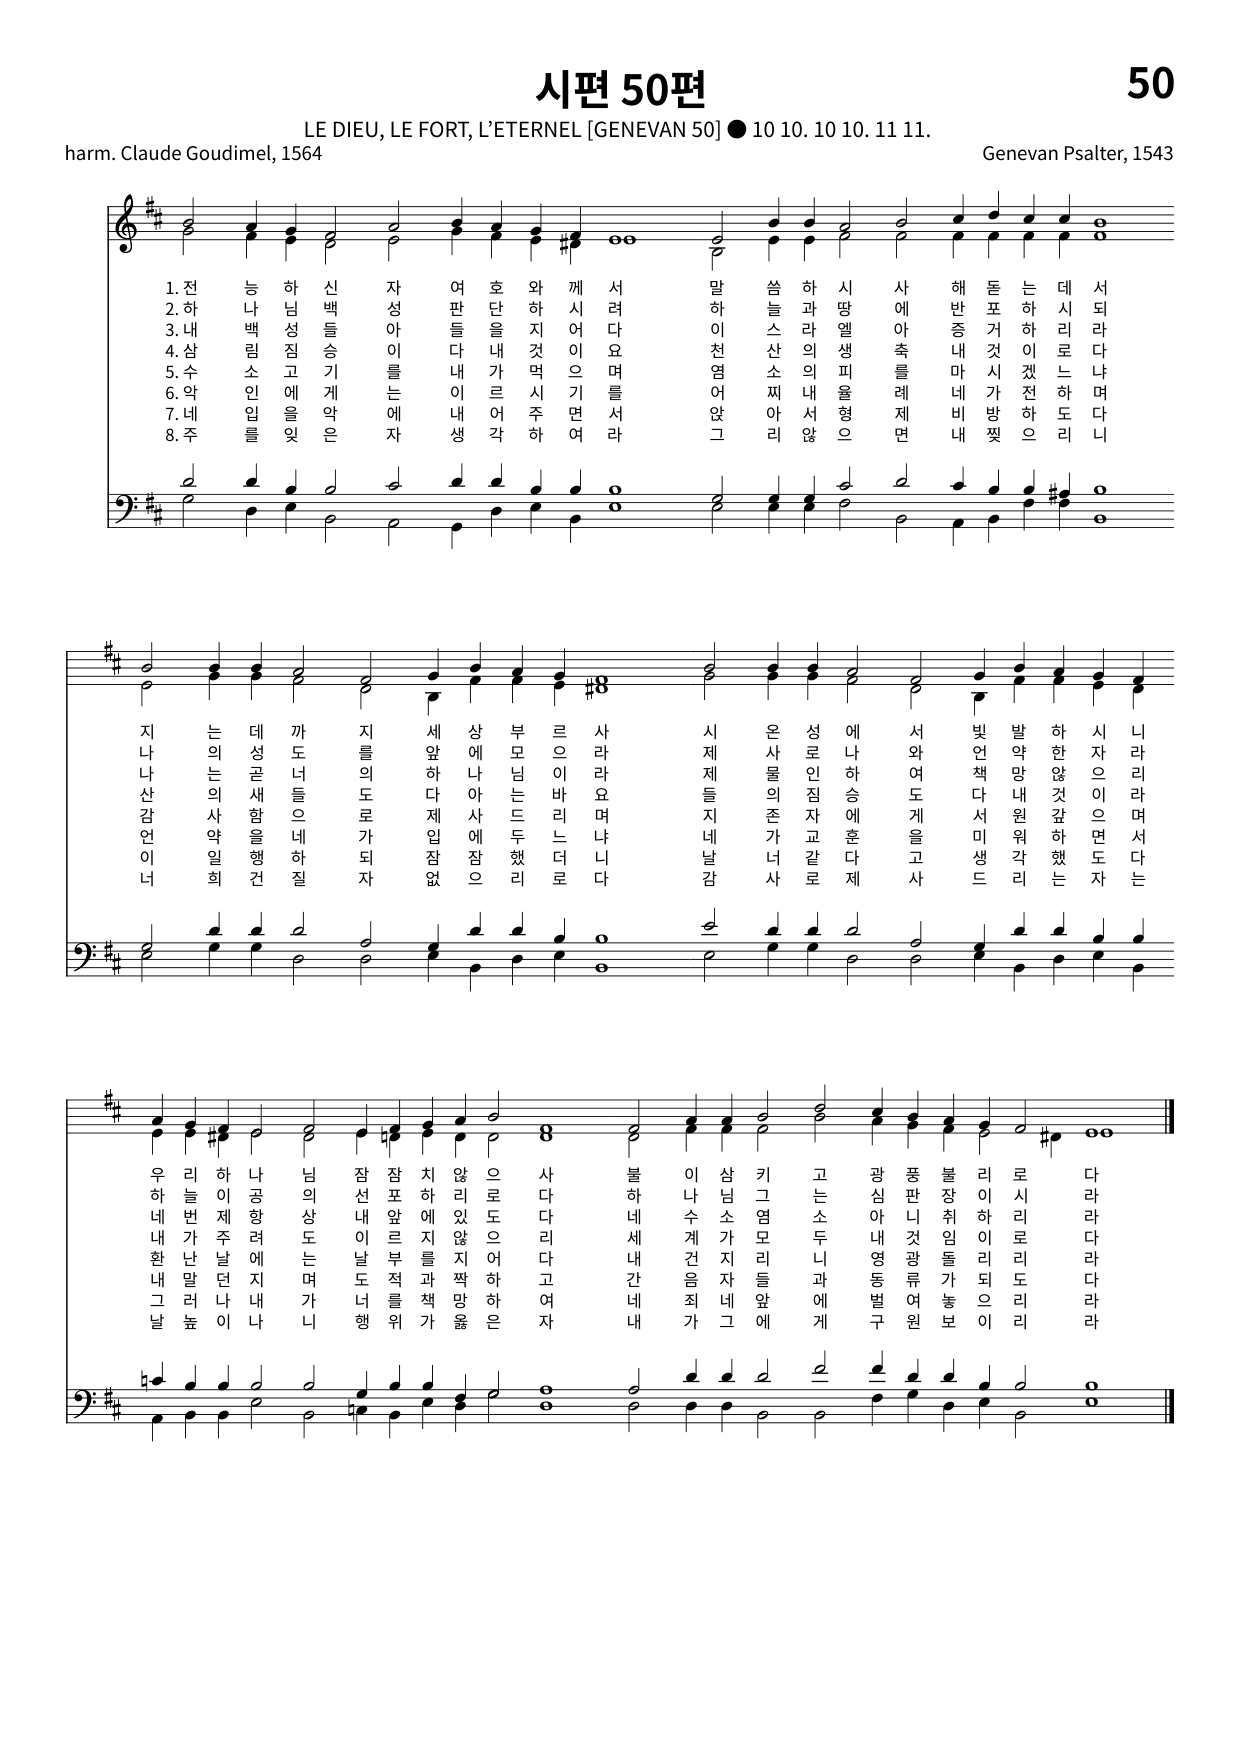 시편 50편
50
LE DIEU, LE FORT, L’ETERNEL [GENEVAN 50] ● 10 10. 10 10. 11 11.
harm. Claude Goudimel, 1564
Genevan Psalter, 1543
1. 전 능 하 신 자 여 호 와 께 서 말 씀 하 시 사 해 돋 는 데 서
2. 하 나 님 백 성 판 단 하 시 려 하 늘 과 땅 에 반 포 하 시 되
3. 내 백 성 들 아 들 을 지 어 다 이 스 라 엘 아 증 거 하 리 라
4. 삼 림 짐 승 이 다 내 것 이 요 천 산 의 생 축 내 것 이 로 다
5. 수 소 고 기 를 내 가 먹 으 며 염 소 의 피 를 마 시 겠 느 냐
6. 악 인 에 게 는 이 르 시 기 를 어 찌 내 율 례 네 가 전 하 며
7. 네 입 을 악 에 내 어 주 면 서 앉 아 서 형 제 비 방 하 도 다
8. 주 를 잊 은 자 생 각 하 여 라 그 리 않 으 면 내 찢 으 리 니
지 는 데 까 지 세 상 부 르 사 시 온 성 에 서 빛 발 하 시 니
나 의 성 도 를 앞 에 모 으 라 제 사 로 나 와 언 약 한 자 라
나 는 곧 너 의 하 나 님 이 라 제 물 인 하 여 책 망 않 으 리
산 의 새 들 도 다 아 는 바 요 들 의 짐 승 도 다 내 것 이 라
감 사 함 으 로 제 사 드 리 며 지 존 자 에 게 서 원 갚 으 며
언 약 을 네 가 입 에 두 느 냐 네 가 교 훈 을 미 워 하 면 서
이 일 행 하 되 잠 잠 했 더 니 날 너 같 다 고 생 각 했 도 다
너 희 건 질 자 없 으 리 로 다 감 사 로 제 사 드 리 는 자 는
우 리 하 나 님 잠 잠 치 않 으 사 불 이 삼 키 고 광 풍 불 리 로 다
하 늘 이 공 의 선 포 하 리 로 다 하 나 님 그 는 심 판 장 이 시 라
네 번 제 항 상 내 앞 에 있 도 다 네 수 소 염 소 아 니 취 하 리 라
내 가 주 려 도 이 르 지 않 으 리 세 계 가 모 두 내 것 임 이 로 다
환 난 날 에 는 날 부 를 지 어 다 내 건 지 리 니 영 광 돌 리 리 라
내 말 던 지 며 도 적 과 짝 하 고 간 음 자 들 과 동 류 가 되 도 다
그 러 나 내 가 너 를 책 망 하 여 네 죄 네 앞 에 벌 여 놓 으 리 라
날 높 이 나 니 행 위 가 옳 은 자 내 가 그 에 게 구 원 보 이 리 라